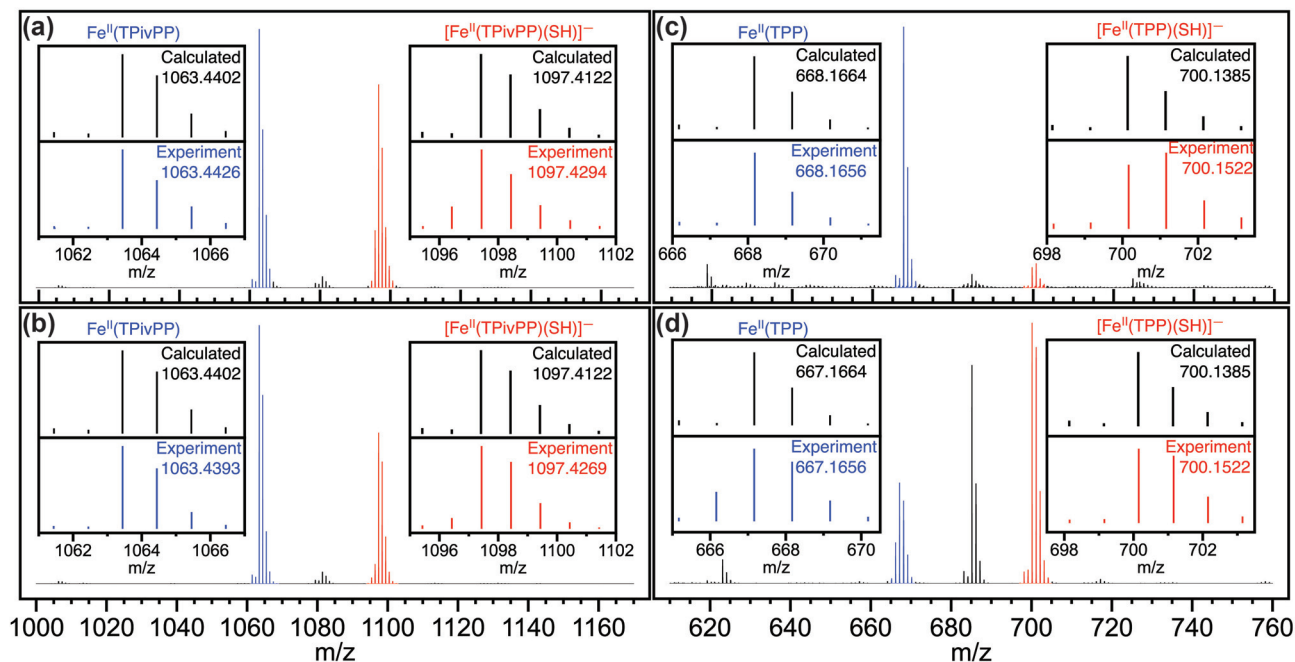 (a)
Fe^II(TPivPP)
[Fe^II(TPivPP)(SH)]^—
Calculated
1063.4402
Calculated
1097.4122
Experiment
1063.4426
Experiment
1097.4294
1062 1064 1066
m/z
1096 1098 1100 1102
m/z
(c)
Fe^II(TPP)
[Fe^II(TPP)(SH)]^—
Calculated
668.1664
Calculated
700.1385
Experiment
668.1656
Experiment
700.1522
666 668 670
m/z
698 700 702
m/z
(b)
Fe^II(TPivPP)
[Fe^II(TPivPP)(SH)]^—
Calculated
1063.4402
Calculated
1097.4122
Experiment
1063.4393
Experiment
1097.4269
1062 1064 1066
m/z
1096 1098 1100 1102
m/z
(d)
Fe^II(TPP)
[Fe^II(TPP)(SH)]^—
Calculated
667.1664
Calculated
700.1385
Experiment
667.1656
Experiment
700.1522
666 668 670
m/z
698 700 702
m/z
1000 1020 1040 1060 1080 1100 1120 1140 1160
m/z
620 640 660 680 700 720 740 760
m/z